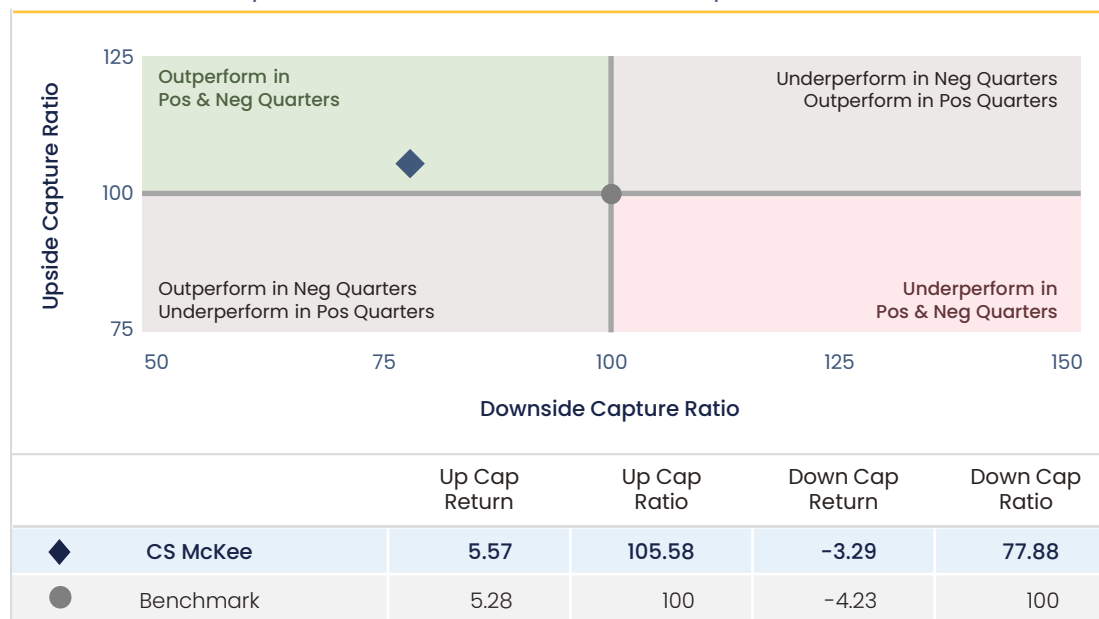 125
Outperform in
Pos & Neg Quarters
Underperform in Neg Quarters
Outperform in Pos Quarters
Upside Capture Ratio
100
Outperform in Neg Quarters
Underperform in Pos Quarters
Underperform in
Pos & Neg Quarters
75
50 75 100 125 150
Downside Capture Ratio
Up Cap Return Up Cap Ratio Down Cap Return Down Cap Ratio
CS McKee 5.57 105.58 -3.29 77.88
Benchmark 5.28 100 -4.23 100